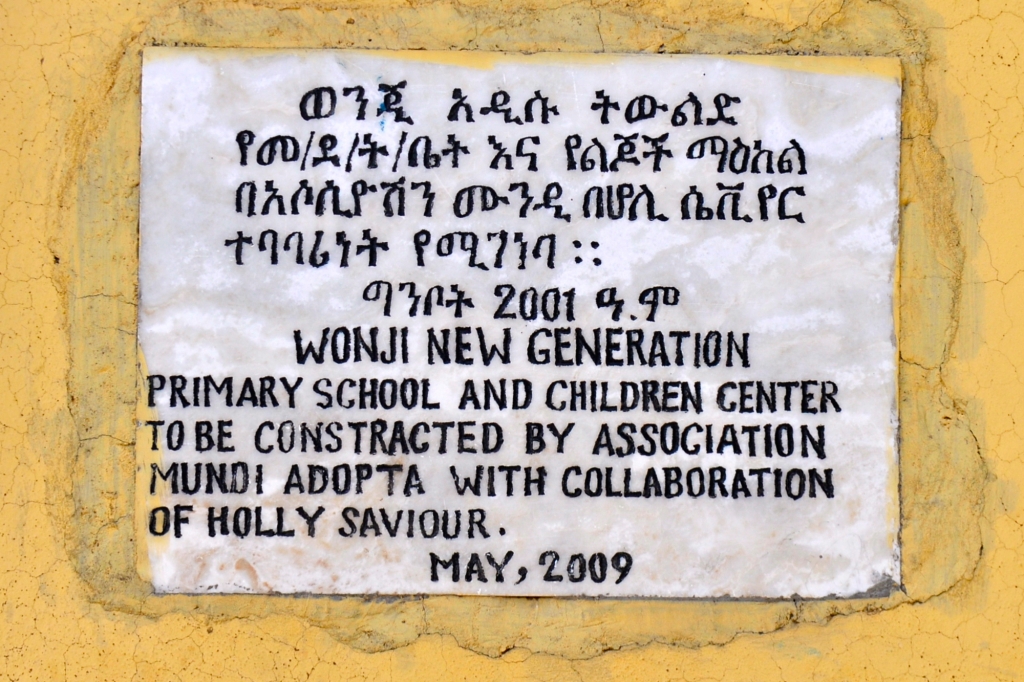 ወንጂ አዲሱ ትውልድ
የመ/ደ/ት/ቤት እና የልጆች ማዕከል
በአሶሲዮሽን ሙንዲ በሆሊ ሴቪየር
ተባባሪነት የሚገነባ ፡፡
ግንቦት 2001 ዓ.ም
WONJI NEW GENERATION
PRIMARY SCHOOL AND CHILDREN CENTER
TO BE CONSTRACTED BY ASSOCIATION
MUNDI ADOPTA WITH COLLABORATION
OF HOLLY SAVIOUR.
MAY, 2009